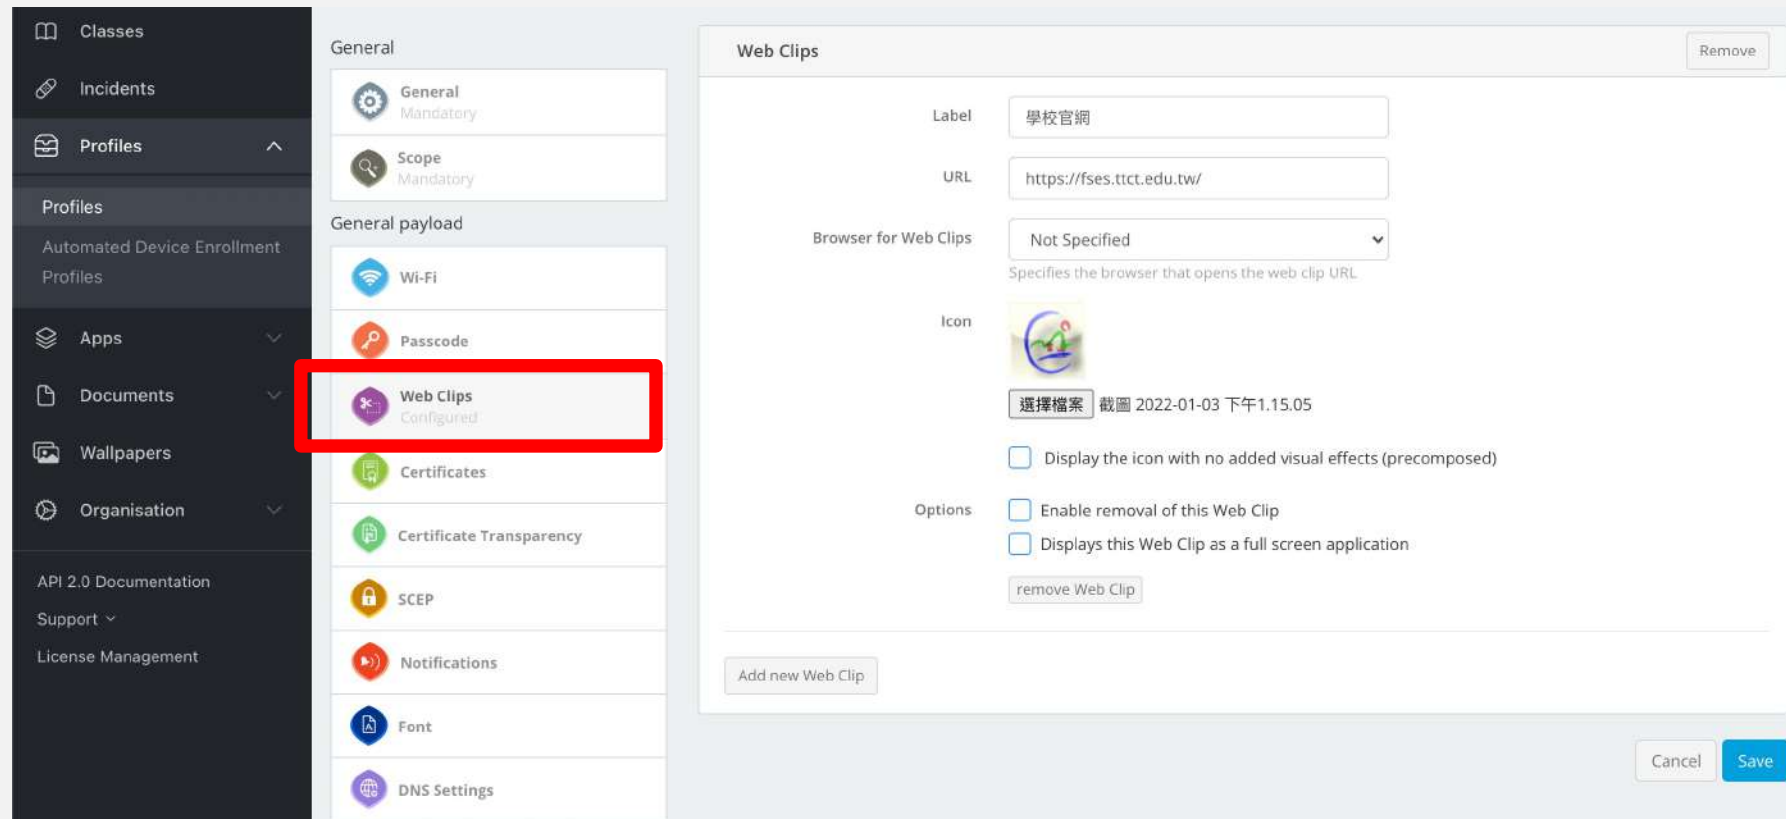 Classes
Incidents
Profiles
Profiles
Automated Device Enrollment
Profiles
Apps
Documents
Wallpapers
Organisation
API 2.0 Documentation
Support
License Management
General
General
Mandatory
Scope
Mandatory
General payload
Wi-Fi
Passcode
Web Clips
Configured
Certificates
Certificate Transparency
SCEP
Notifications
Font
DNS Settings
Web Clips
Remove
Label 學校官網
URL https://fses.ttct.edu.tw/
Browser for Web Clips Not Specified
Specifies the browser that opens the web clip URL
Icon
選擇檔案 截圖 2022-01-03 下午1.15.05
Display the icon with no added visual effects (precomposed)
Options Enable removal of this Web Clip
Displays this Web Clip as a full screen application
remove Web Clip
Add new Web Clip
Cancel Save